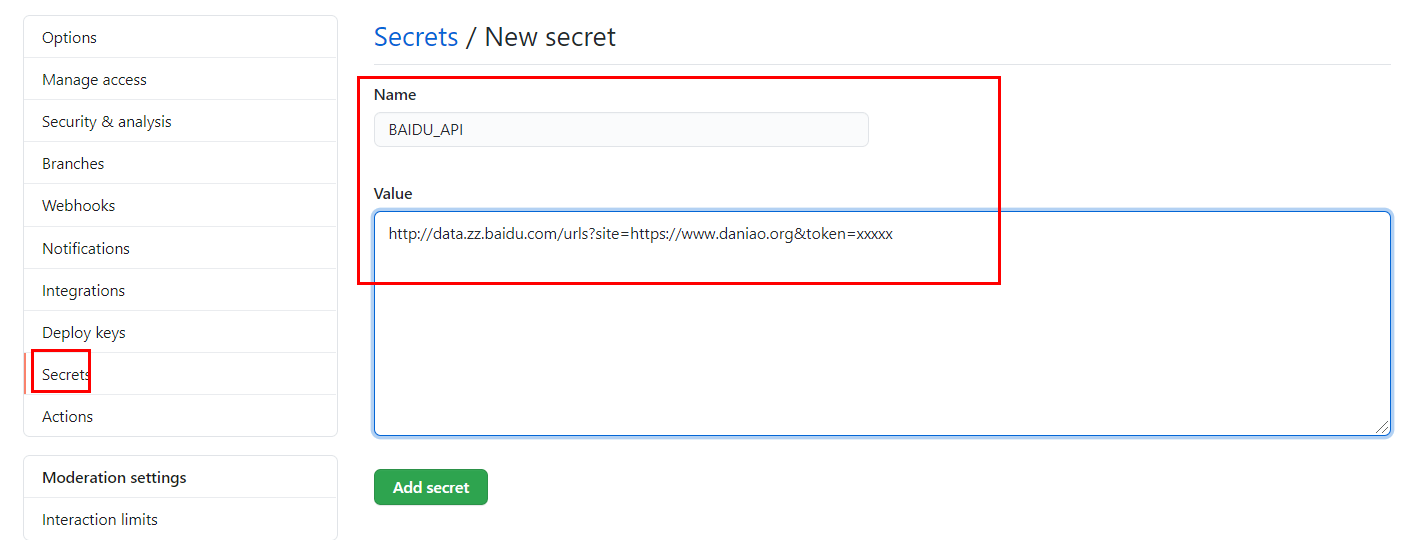 Options
Manage access
Security & analysis
Branches
Webhooks
Notifications
Integrations
Deploy keys
Secrets
Actions
Moderation settings
Interaction limits
Secrets / New secret
Name
BAIDU_API
Value
http://data.zz.baidu.com/urls?site=https://www.daniao.org&token=xxxxx
Add secret